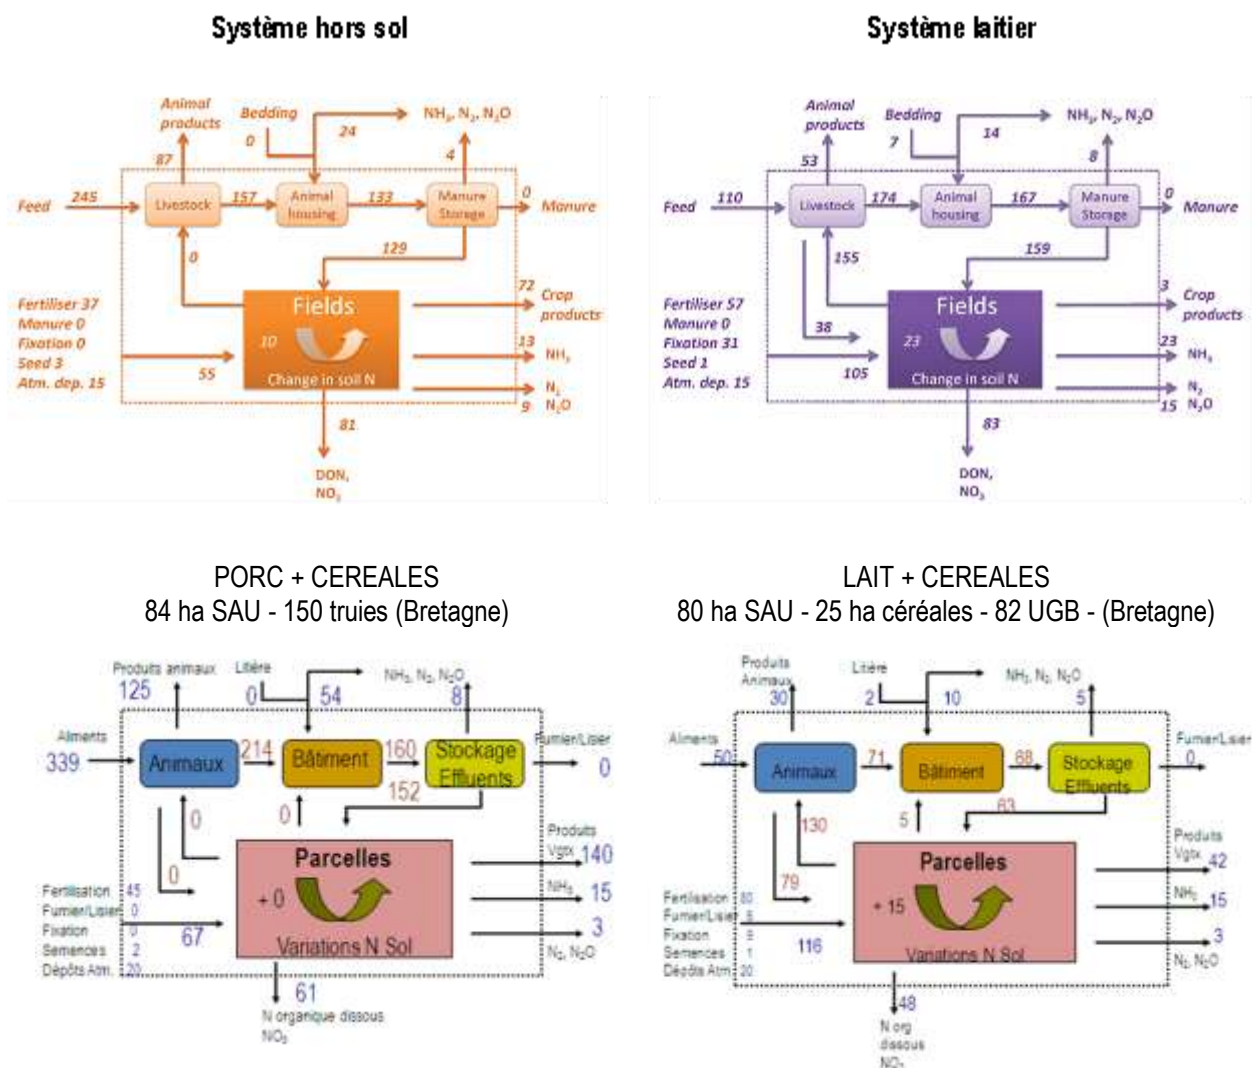 Système hors sol
Système laitier
Animal products
Bedding
NH3, N2, N2O
0
24
87
4
Feed
245
Livestock
157
Animal housing
133
Manure Storage
0
Manure
0
129
Fertiliser 37
Manure 0
Fixation 0
Seed 3
Atm. dep. 15
55
Fields
10
Change in soil N
72
Crop products
13
NH3
N2
N2O
9
81
DON,
NO3
Animal products
Bedding
NH3, N2, N2O
7
14
53
8
Feed
110
Livestock
174
Animal housing
167
Manure Storage
0
Manure
155
159
38
Fertiliser 57
Manure 0
Fixation 31
Seed 1
Atm. dep. 15
105
Fields
23
Change in soil N
3
Crop products
23
NH3
N2
N2O
15
83
DON,
NO3
PORC + CEREALES
84 ha SAU - 150 truies (Bretagne)
LAIT + CEREALES
80 ha SAU - 25 ha céréales - 82 UGB - (Bretagne)
Produits animaux
125
Litière
0
54
NH3, N2, N2O
8
Aliments
339
Animaux
214
Bâtiment
160
Stockage
Effluents
Fumier/Lisier
0
152
0
0
0
Parcelles
+ 0
Variations N Sol
Fertilisation 45
Fumier/Lisier 0
Fixation 0
Semences 2
Dépôts Atm. 20
67
Produits
Vgtx
140
NH3
15
3
N2, N2O
61
N organique dissous
NO3
Produits
Animaux
30
Litière
2
10
NH3, N2, N2O
5
Aliments
50
Animaux
71
Bâtiment
68
Stockage
Effluents
Fumier/Lisier
0
63
130
5
79
Parcelles
+ 15
Variations N Sol
Fertilisation 80
Fumier/Lisier 6
Fixation 9
Semences 1
Dépôts Atm. 20
116
Produits
Vgtx
42
NH3
15
3
N2, N2O
48
N org
dissous